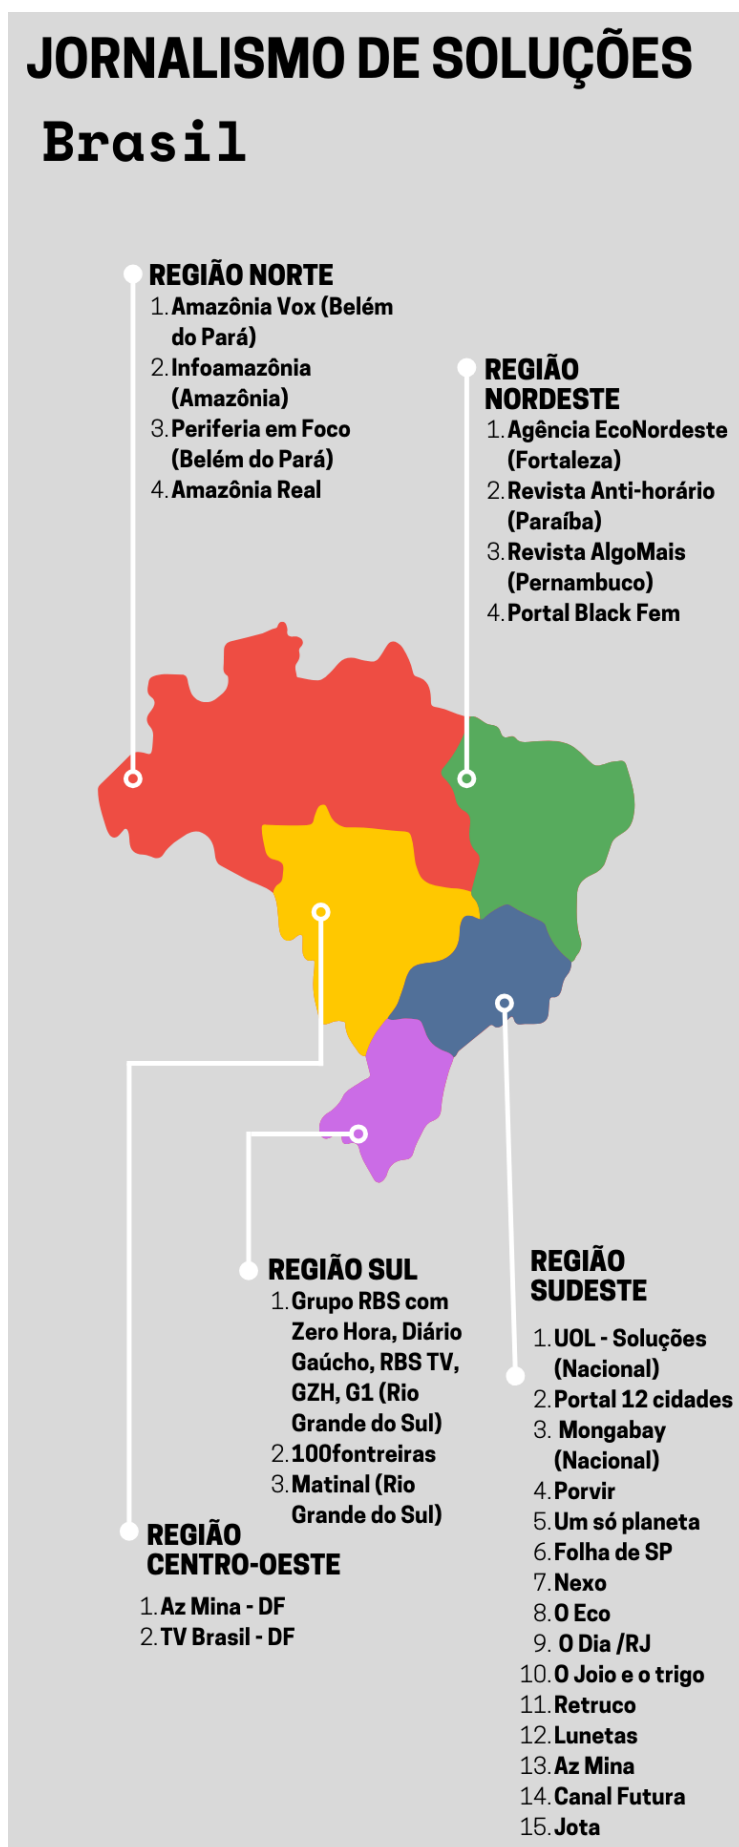 JORNALISMO DE SOLUÇÕES
Brasil
REGIÃO NORTE
1. Amazônia Vox (Belém
do Pará)
2. Infoamazônia
(Amazônia)
3. Periferia em Foco
(Belém do Pará)
4. Amazônia Real
REGIÃO
NORDESTE
1. Agência EcoNordeste
(Fortaleza)
2. Revista Anti-horário
(Paraíba)
3. Revista AlgoMais
(Pernambuco)
4. Portal Black Fem
REGIÃO SUL
1. Grupo RBS com
Zero Hora, Diário
Gaúcho, RBS TV,
GZH, G1 (Rio
Grande do Sul)
2. 100fontreiras
3. Matinal (Rio
Grande do Sul)
REGIÃO
CENTRO-OESTE
1. Az Mina - DF
2. TV Brasil - DF
REGIÃO
SUDESTE
1. UOL - Soluções
(Nacional)
2. Portal 12 cidades
3. Mongabay
(Nacional)
4. Porvir
5. Um só planeta
6. Folha de SP
7. Nexo
8. O Eco
9. O Dia /RJ
10. O Joio e o trigo
11. Retruco
12. Lunetas
13. Az Mina
14. Canal Futura
15. Jota